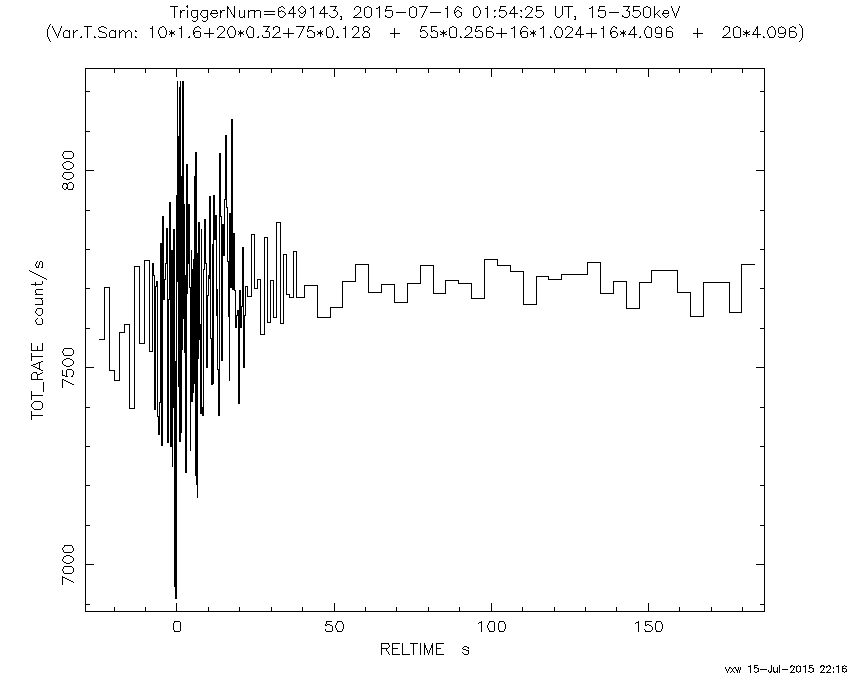 TriggerNum=649143, 2015-07-16 01:54:25 UT, 15-350keV
(Var.T.Sam: 10*1.6+20*0.32+75*0.128 + 55*0.256+16*1.024+16*4.096 + 20*4.096)
8000
7500
7000
TOT_RATE count/s
0 50 100 150
RELTIME s
vxw 15-Jul-2015 22:16